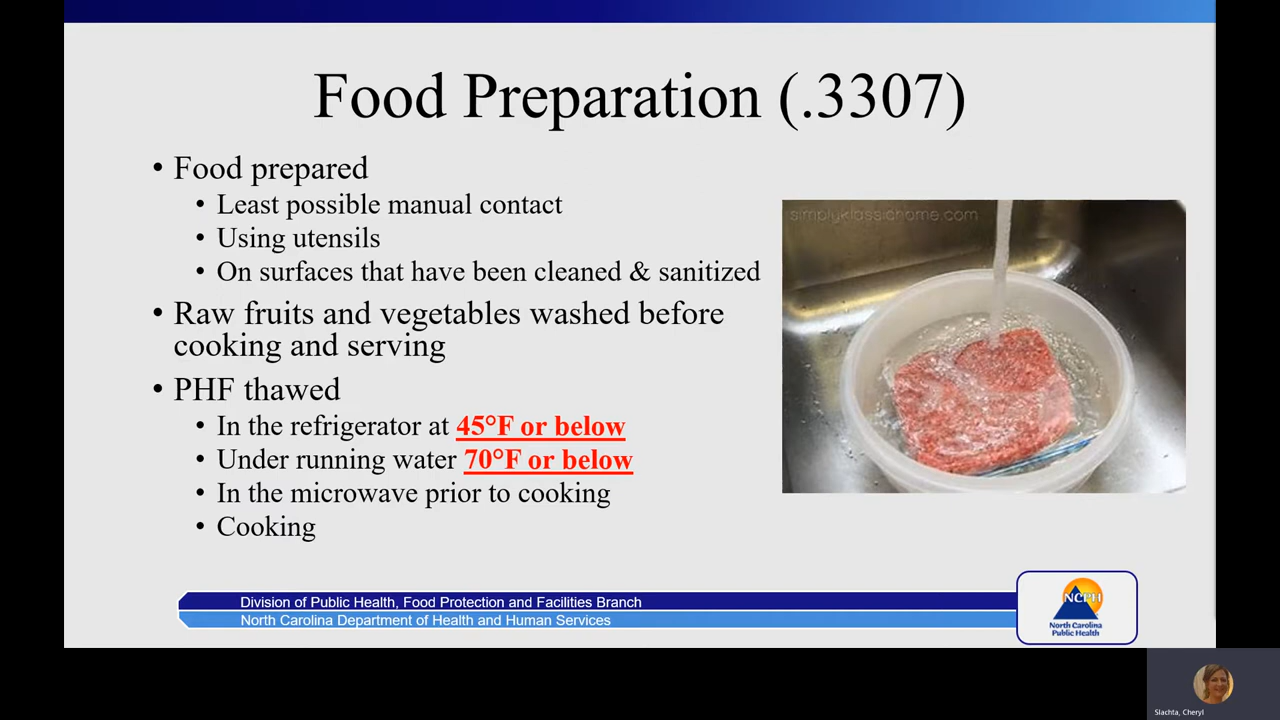 Food Preparation (.3307)
• Food prepared
• Least possible manual contact
• Using utensils
• On surfaces that have been cleaned & sanitized
• Raw fruits and vegetables washed before
cooking and serving
• PHF thawed
• In the refrigerator at 45°F or below
• Under running water 70°F or below
• In the microwave prior to cooking
• Cooking
simplyklassichome.com
Division of Public Health, Food Protection and Facilities Branch
North Carolina Department of Health and Human Services
NCPH
North Carolina
Public Health
Slachta, Cheryl